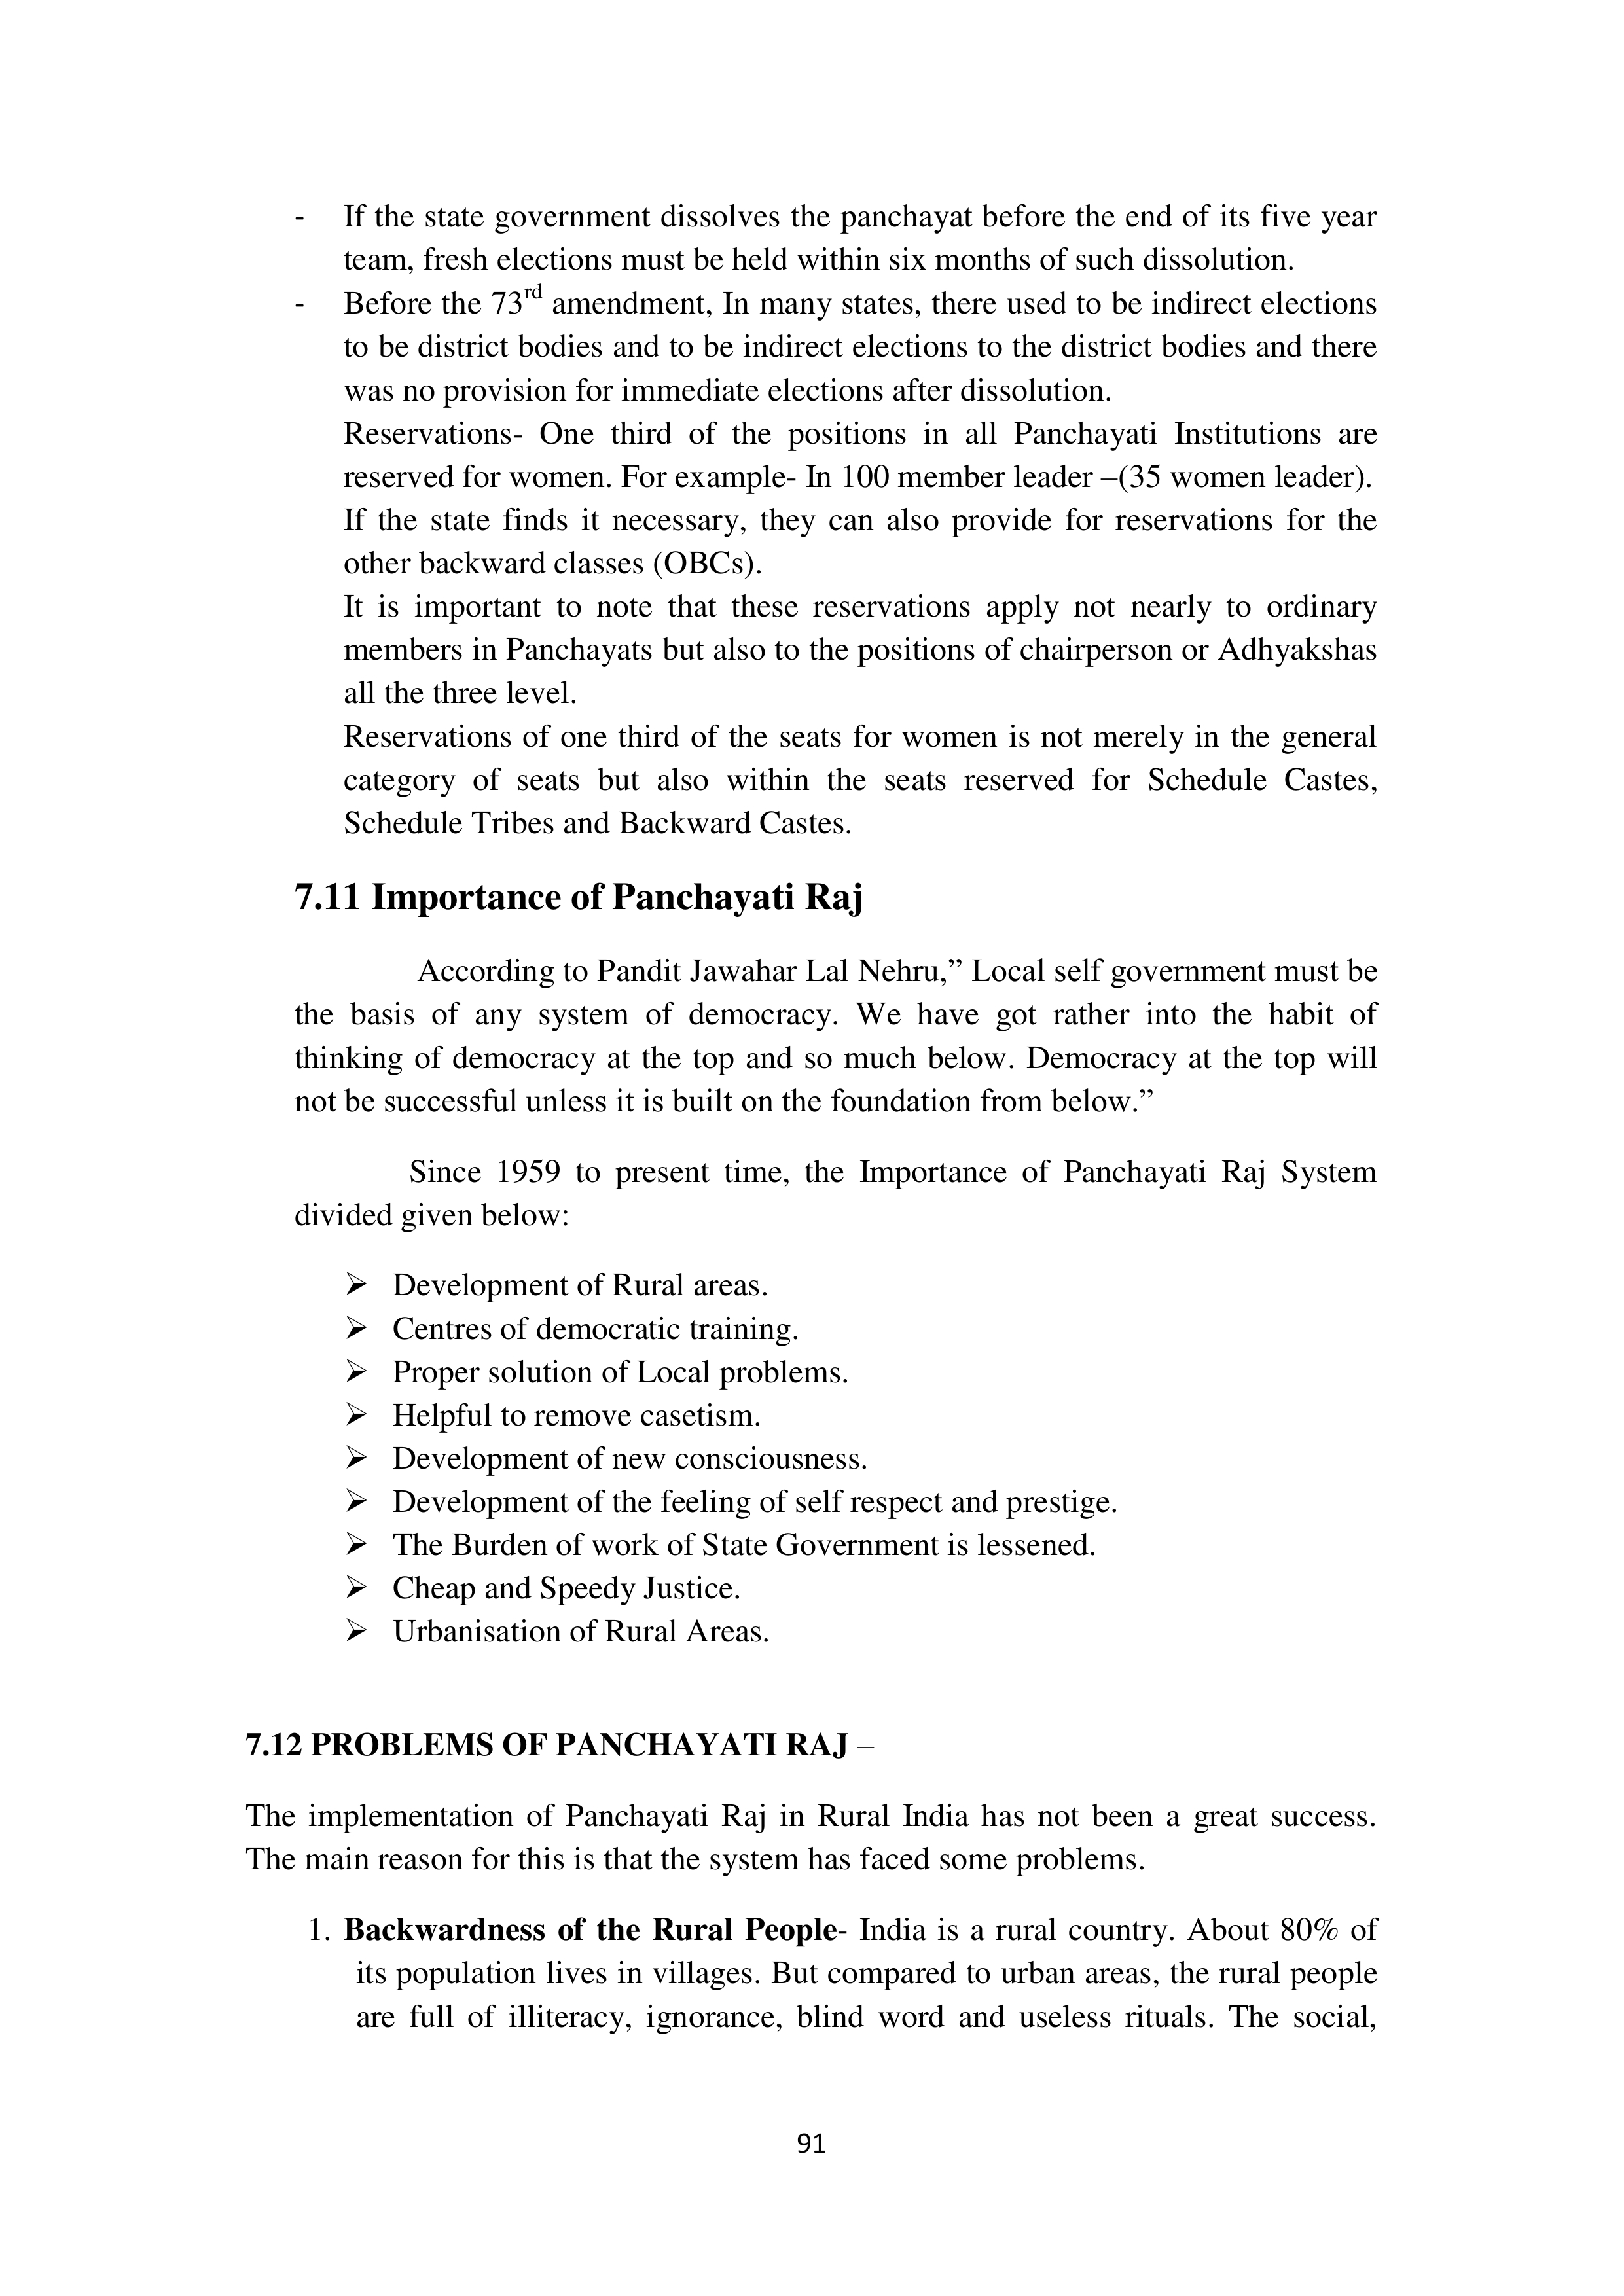 - If the state government dissolves the panchayat before the end of its five year
team, fresh elections must be held within six months of such dissolution.
- Before the 73rd amendment, In many states, there used to be indirect elections
to be district bodies and to be indirect elections to the district bodies and there
was no provision for immediate elections after dissolution.
Reservations- One third of the positions in all Panchayati Institutions are
reserved for women. For example- In 100 member leader –(35 women leader).
If the state finds it necessary, they can also provide for reservations for the
other backward classes (OBCs).
It is important to note that these reservations apply not nearly to ordinary
members in Panchayats but also to the positions of chairperson or Adhyakshas
all the three level.
Reservations of one third of the seats for women is not merely in the general
category of seats but also within the seats reserved for Schedule Castes,
Schedule Tribes and Backward Castes.
7.11 Importance of Panchayati Raj
According to Pandit Jawahar Lal Nehru,” Local self government must be
the basis of any system of democracy. We have got rather into the habit of
thinking of democracy at the top and so much below. Democracy at the top will
not be successful unless it is built on the foundation from below.”
Since 1959 to present time, the Importance of Panchayati Raj System
divided given below:
➢ Development of Rural areas.
➢ Centres of democratic training.
➢ Proper solution of Local problems.
➢ Helpful to remove casetism.
➢ Development of new consciousness.
➢ Development of the feeling of self respect and prestige.
➢ The Burden of work of State Government is lessened.
➢ Cheap and Speedy Justice.
➢ Urbanisation of Rural Areas.
7.12 PROBLEMS OF PANCHAYATI RAJ –
The implementation of Panchayati Raj in Rural India has not been a great success.
The main reason for this is that the system has faced some problems.
1. Backwardness of the Rural People- India is a rural country. About 80% of
its population lives in villages. But compared to urban areas, the rural people
are full of illiteracy, ignorance, blind word and useless rituals. The social,
91